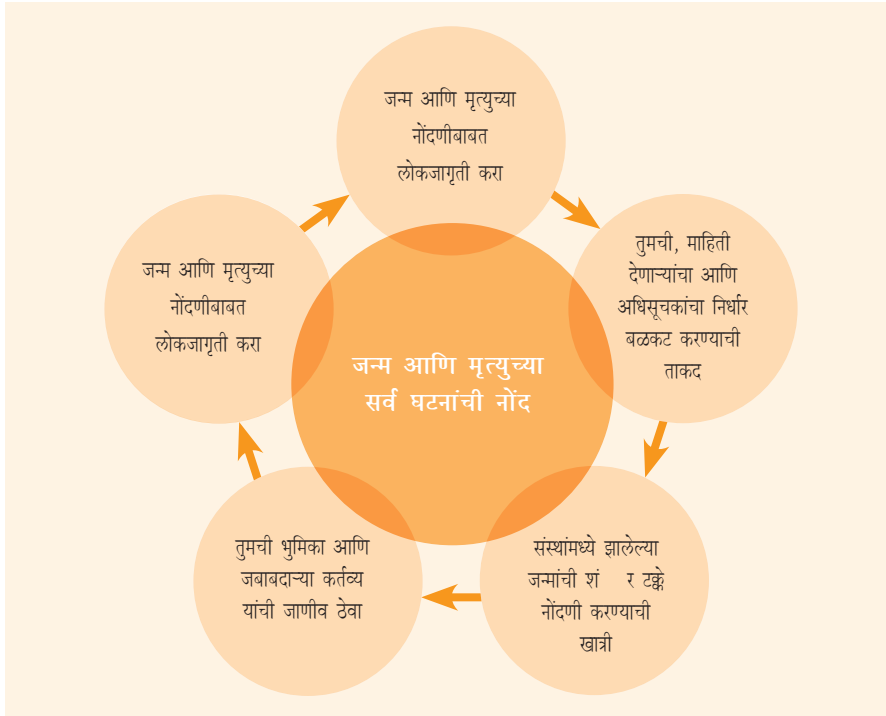 जन्म आणि मृत्युच्या
नोंदणीबाबत
लोकजागृती करा
तुमची, माहिती
देणाऱ्यांचा आणि
अधिसूचकांचा निर्धार
बळकट करण्याची
ताकद
संस्थांमध्ये झालेल्या
जन्मांची शं र टक्के
नोंदणी करण्याची
खात्री
तुमची भुमिका आणि
जबाबदाऱ्या कर्तव्य
यांची जाणीव ठेवा
जन्म आणि मृत्युच्या
नोंदणीबाबत
लोकजागृती करा
जन्म आणि मृत्युच्या
सर्व घटनांची नोंद